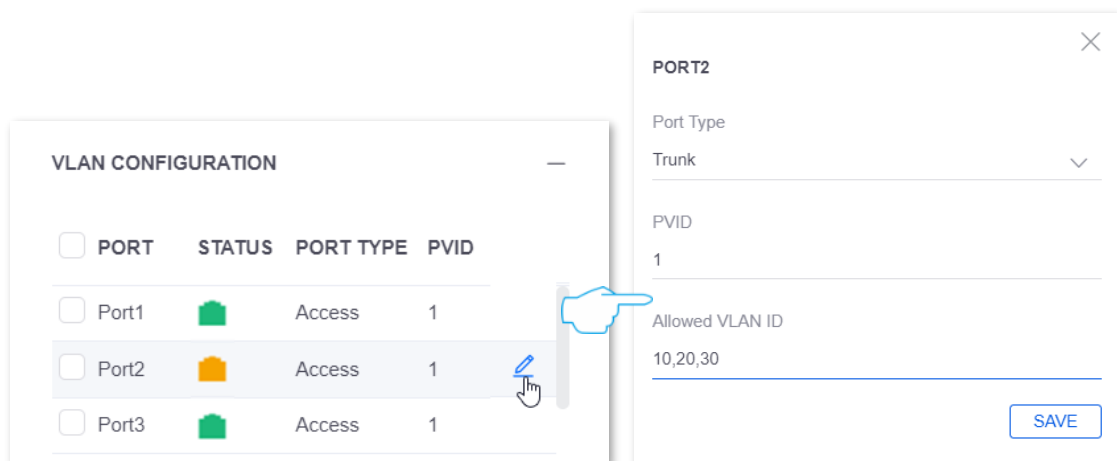 VLAN CONFIGURATION
PORT STATUS PORT TYPE PVID
Port1 Access 1
Port2 Access 1
Port3 Access 1
PORT2
Port Type
Trunk
PVID
1
Allowed VLAN ID
10,20,30
SAVE